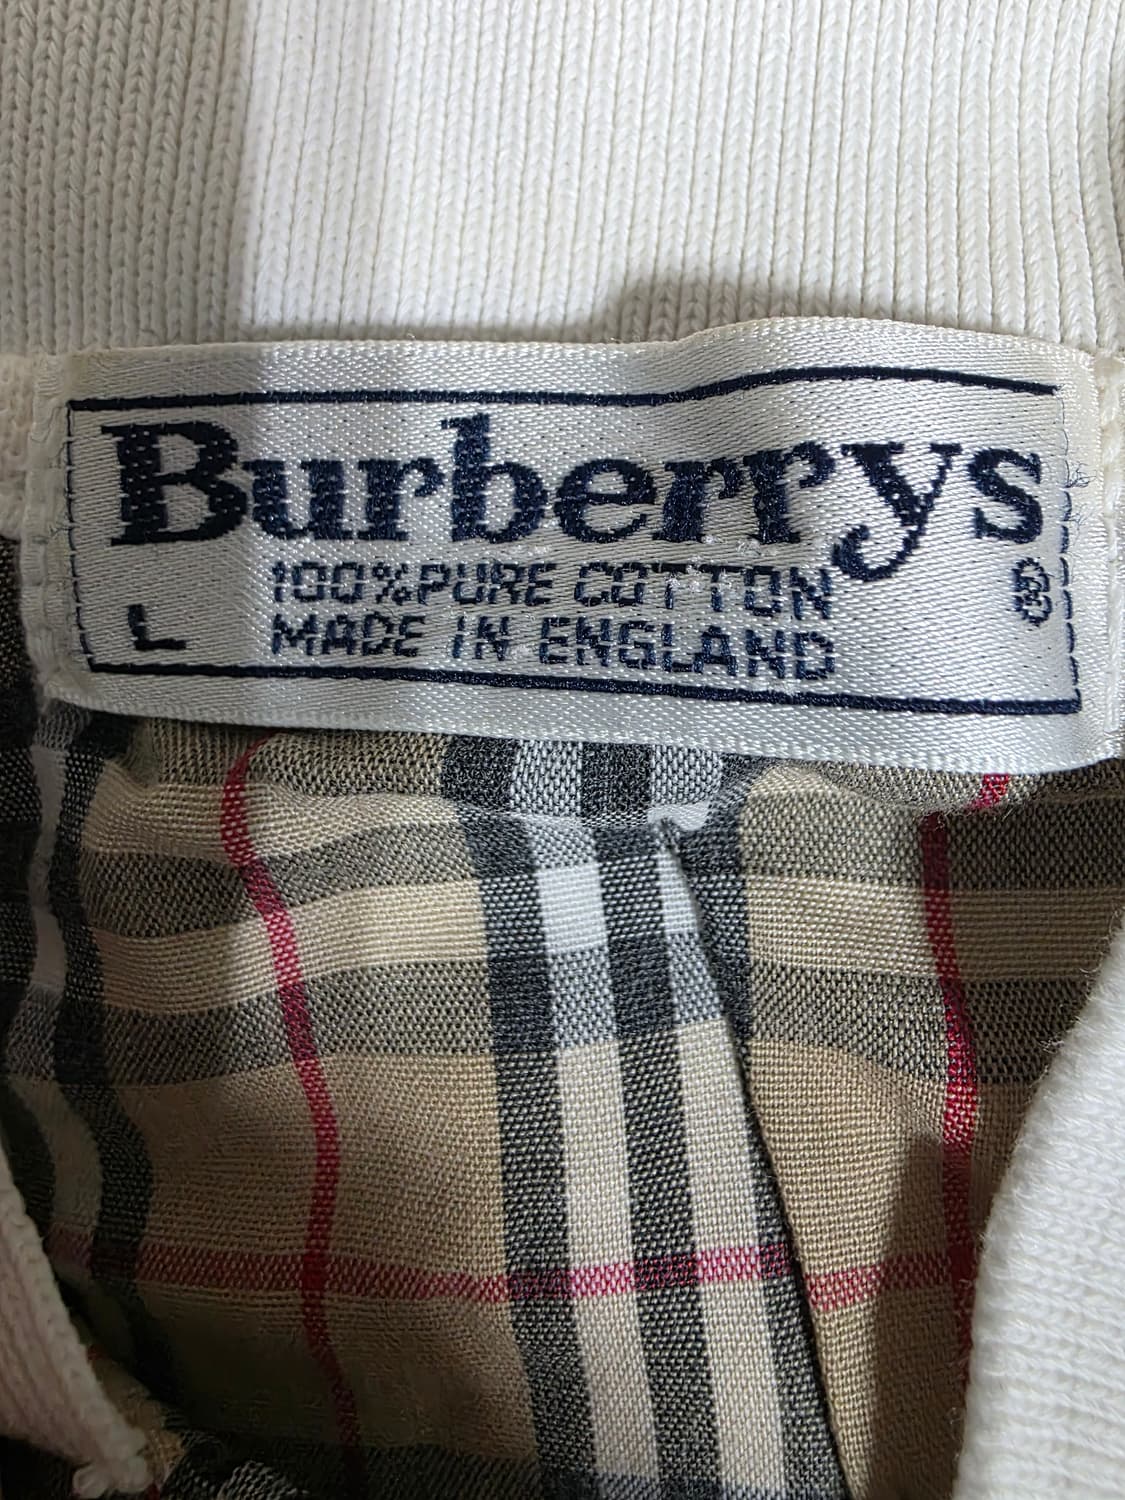 Burberrys
100%PURE COTTON ®
L MADE IN ENGLAND